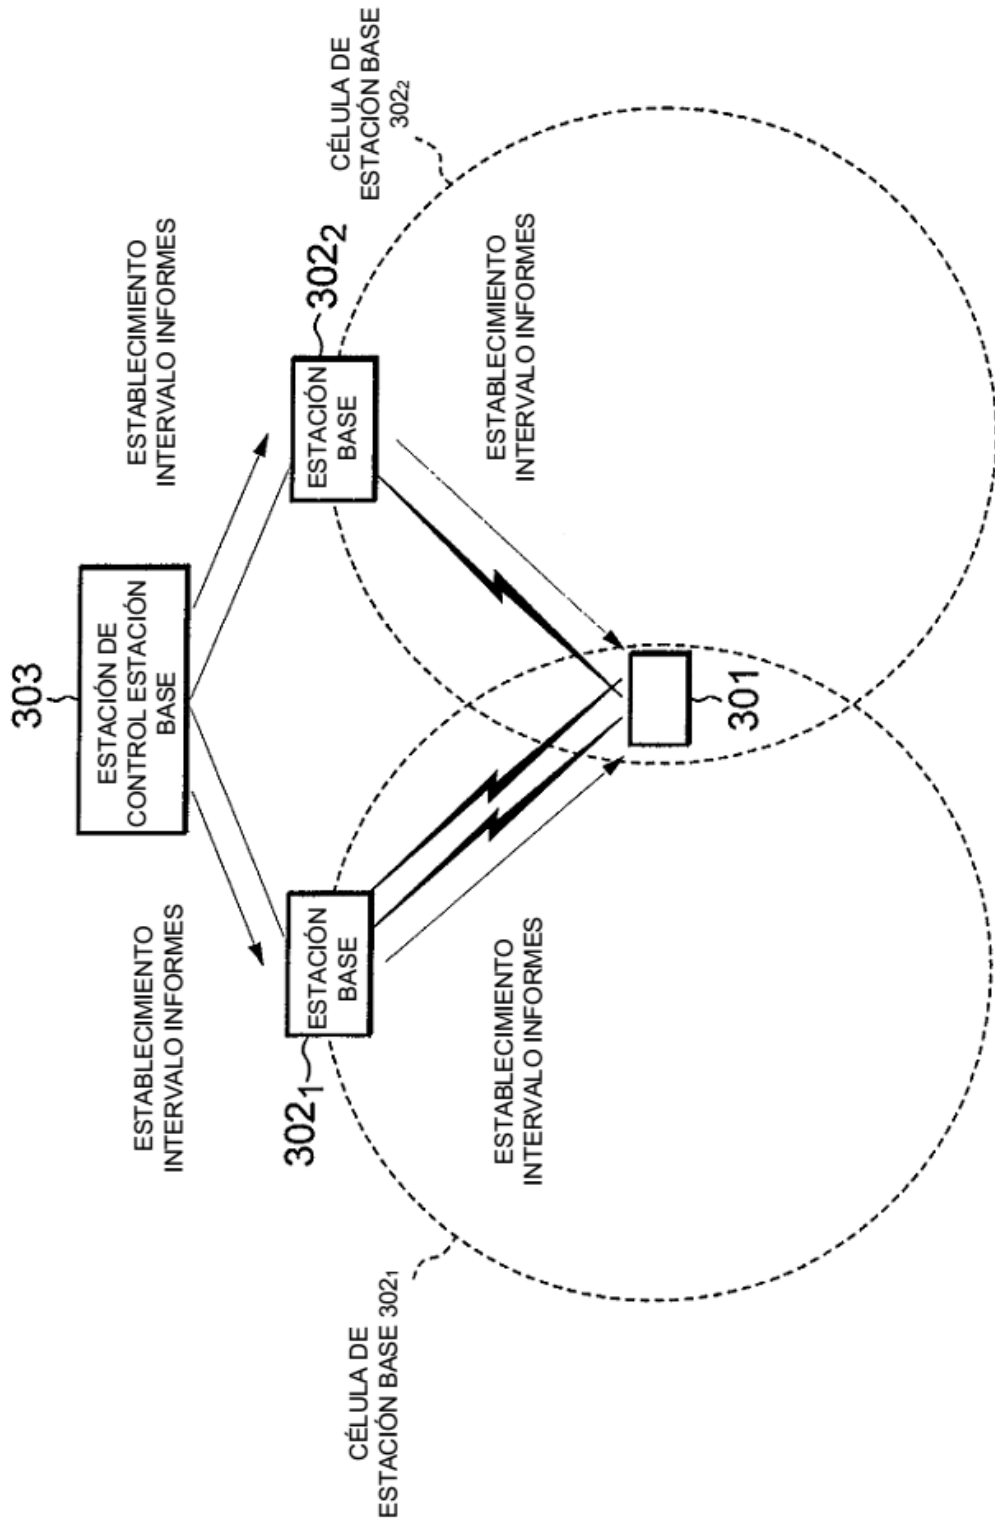 303
ESTACIÓN DE
CONTROL ESTACIÓN
BASE
ESTABLECIMIENTO
INTERVALO INFORMES
ESTABLECIMIENTO
INTERVALO INFORMES
302₁
ESTACIÓN
BASE
302₂
ESTACIÓN
BASE
CÉLULA DE
ESTACIÓN BASE
302₂
CÉLULA DE
ESTACIÓN BASE 302₁
ESTABLECIMIENTO
INTERVALO INFORMES
ESTABLECIMIENTO
INTERVALO INFORMES
301